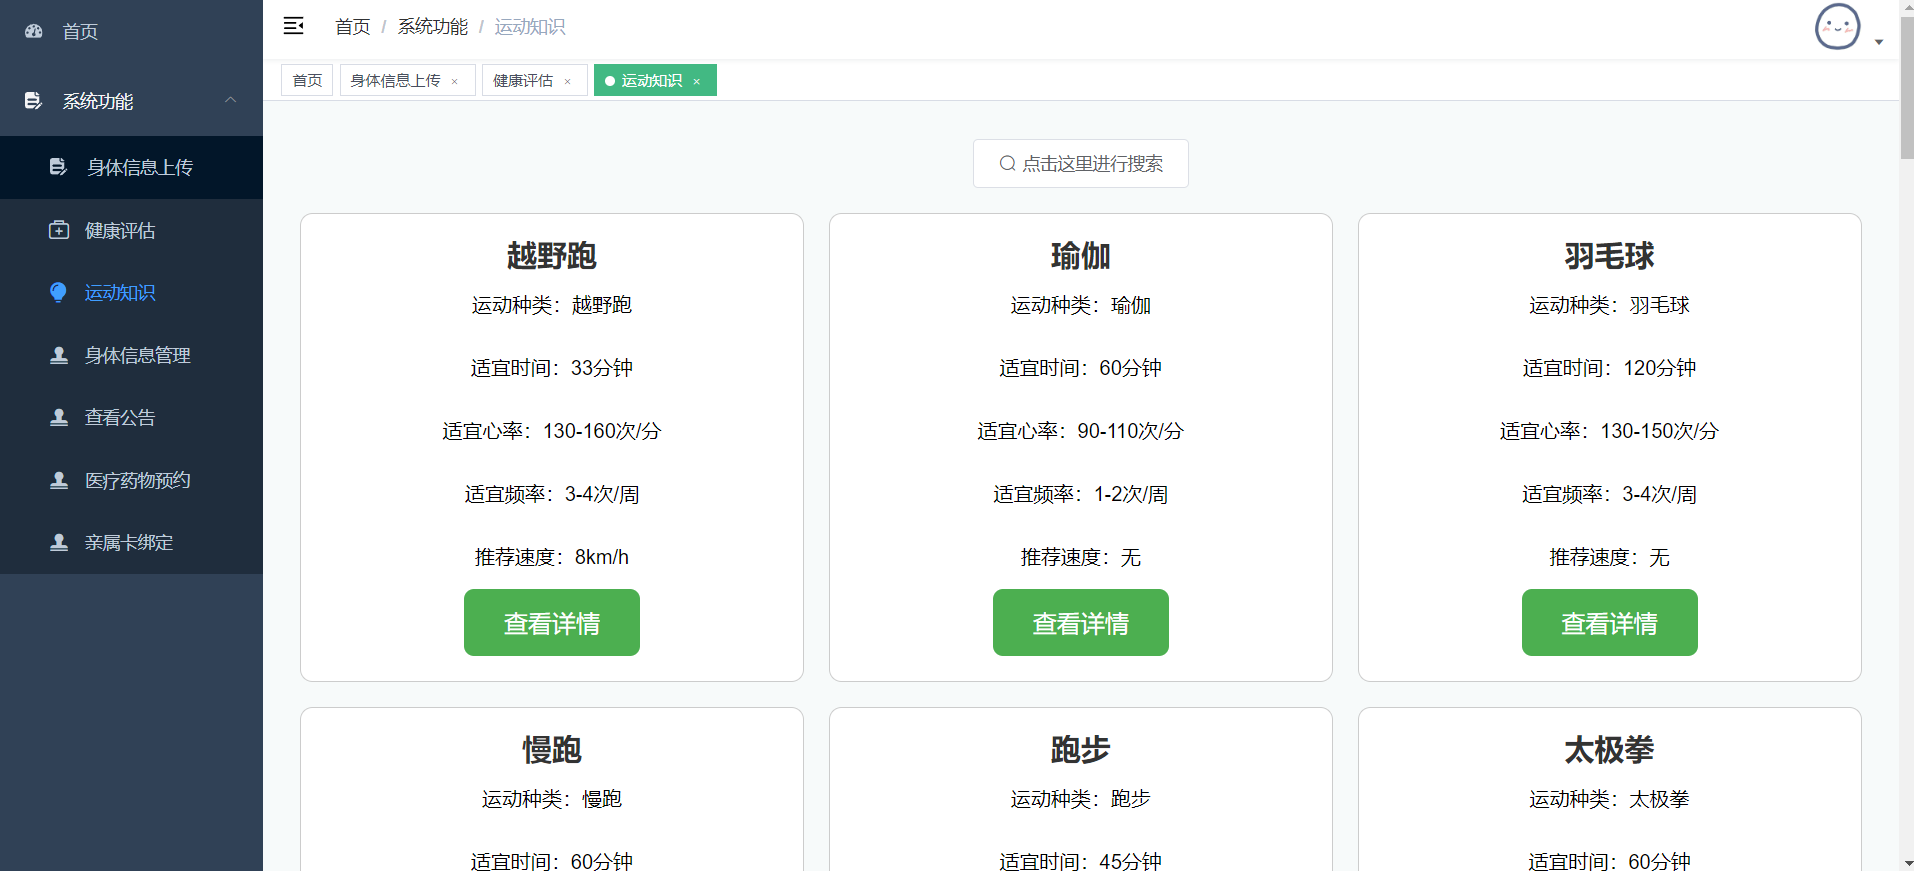 首页
系统功能
身体信息上传
健康评估
运动知识
身体信息管理
查看公告
医疗药物预约
亲属卡绑定
首页 / 系统功能 / 运动知识
首页 身体信息上传 × 健康评估 × 运动知识 ×
点击这里进行搜索
越野跑
运动种类：越野跑
适宜时间：33分钟
适宜心率：130-160次/分
适宜频率：3-4次/周
推荐速度：8km/h
查看详情
瑜伽
运动种类：瑜伽
适宜时间：60分钟
适宜心率：90-110次/分
适宜频率：1-2次/周
推荐速度：无
查看详情
羽毛球
运动种类：羽毛球
适宜时间：120分钟
适宜心率：130-150次/分
适宜频率：3-4次/周
推荐速度：无
查看详情
慢跑
运动种类：慢跑
适宜时间：60分钟
跑步
运动种类：跑步
适宜时间：45分钟
太极拳
运动种类：太极拳
适宜时间：60分钟